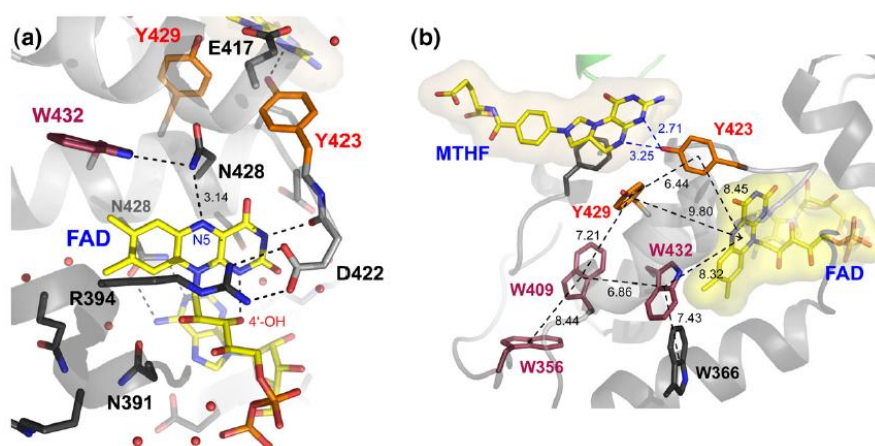 (a)
Y429
E417
W432
Y423
N428
3.14
N428
FAD
N5
D422
R394
4'-OH
N391
(b)
2.71
Y423
MTHF
3.25
6.44
8.45
Y429
9.80
7.21
W432
FAD
8.32
W409
6.86
8.44
7.43
W356
W366